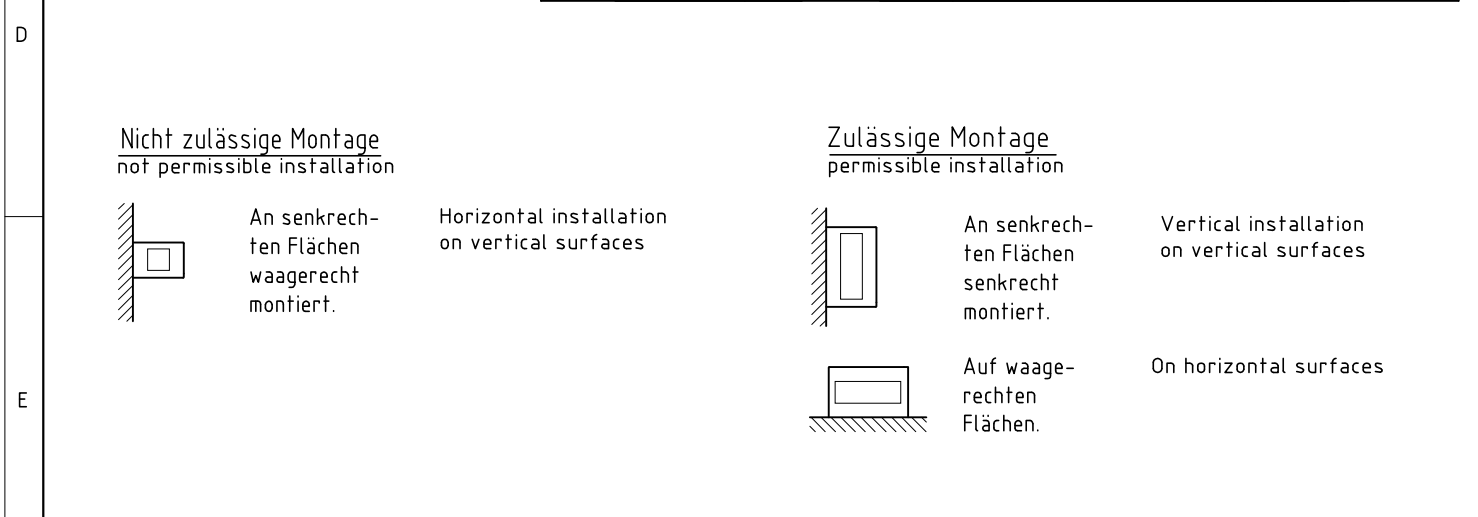 D
Nicht zulässige Montage
not permissible installation
An senkrech-
ten Flächen
waagerecht
montiert.
Horizontal installation
on vertical surfaces
Zulässige Montage
permissible installation
An senkrech-
ten Flächen
senkrecht
montiert.
Vertical installation
on vertical surfaces
Auf waage-
rechten
Flächen.
On horizontal surfaces
E